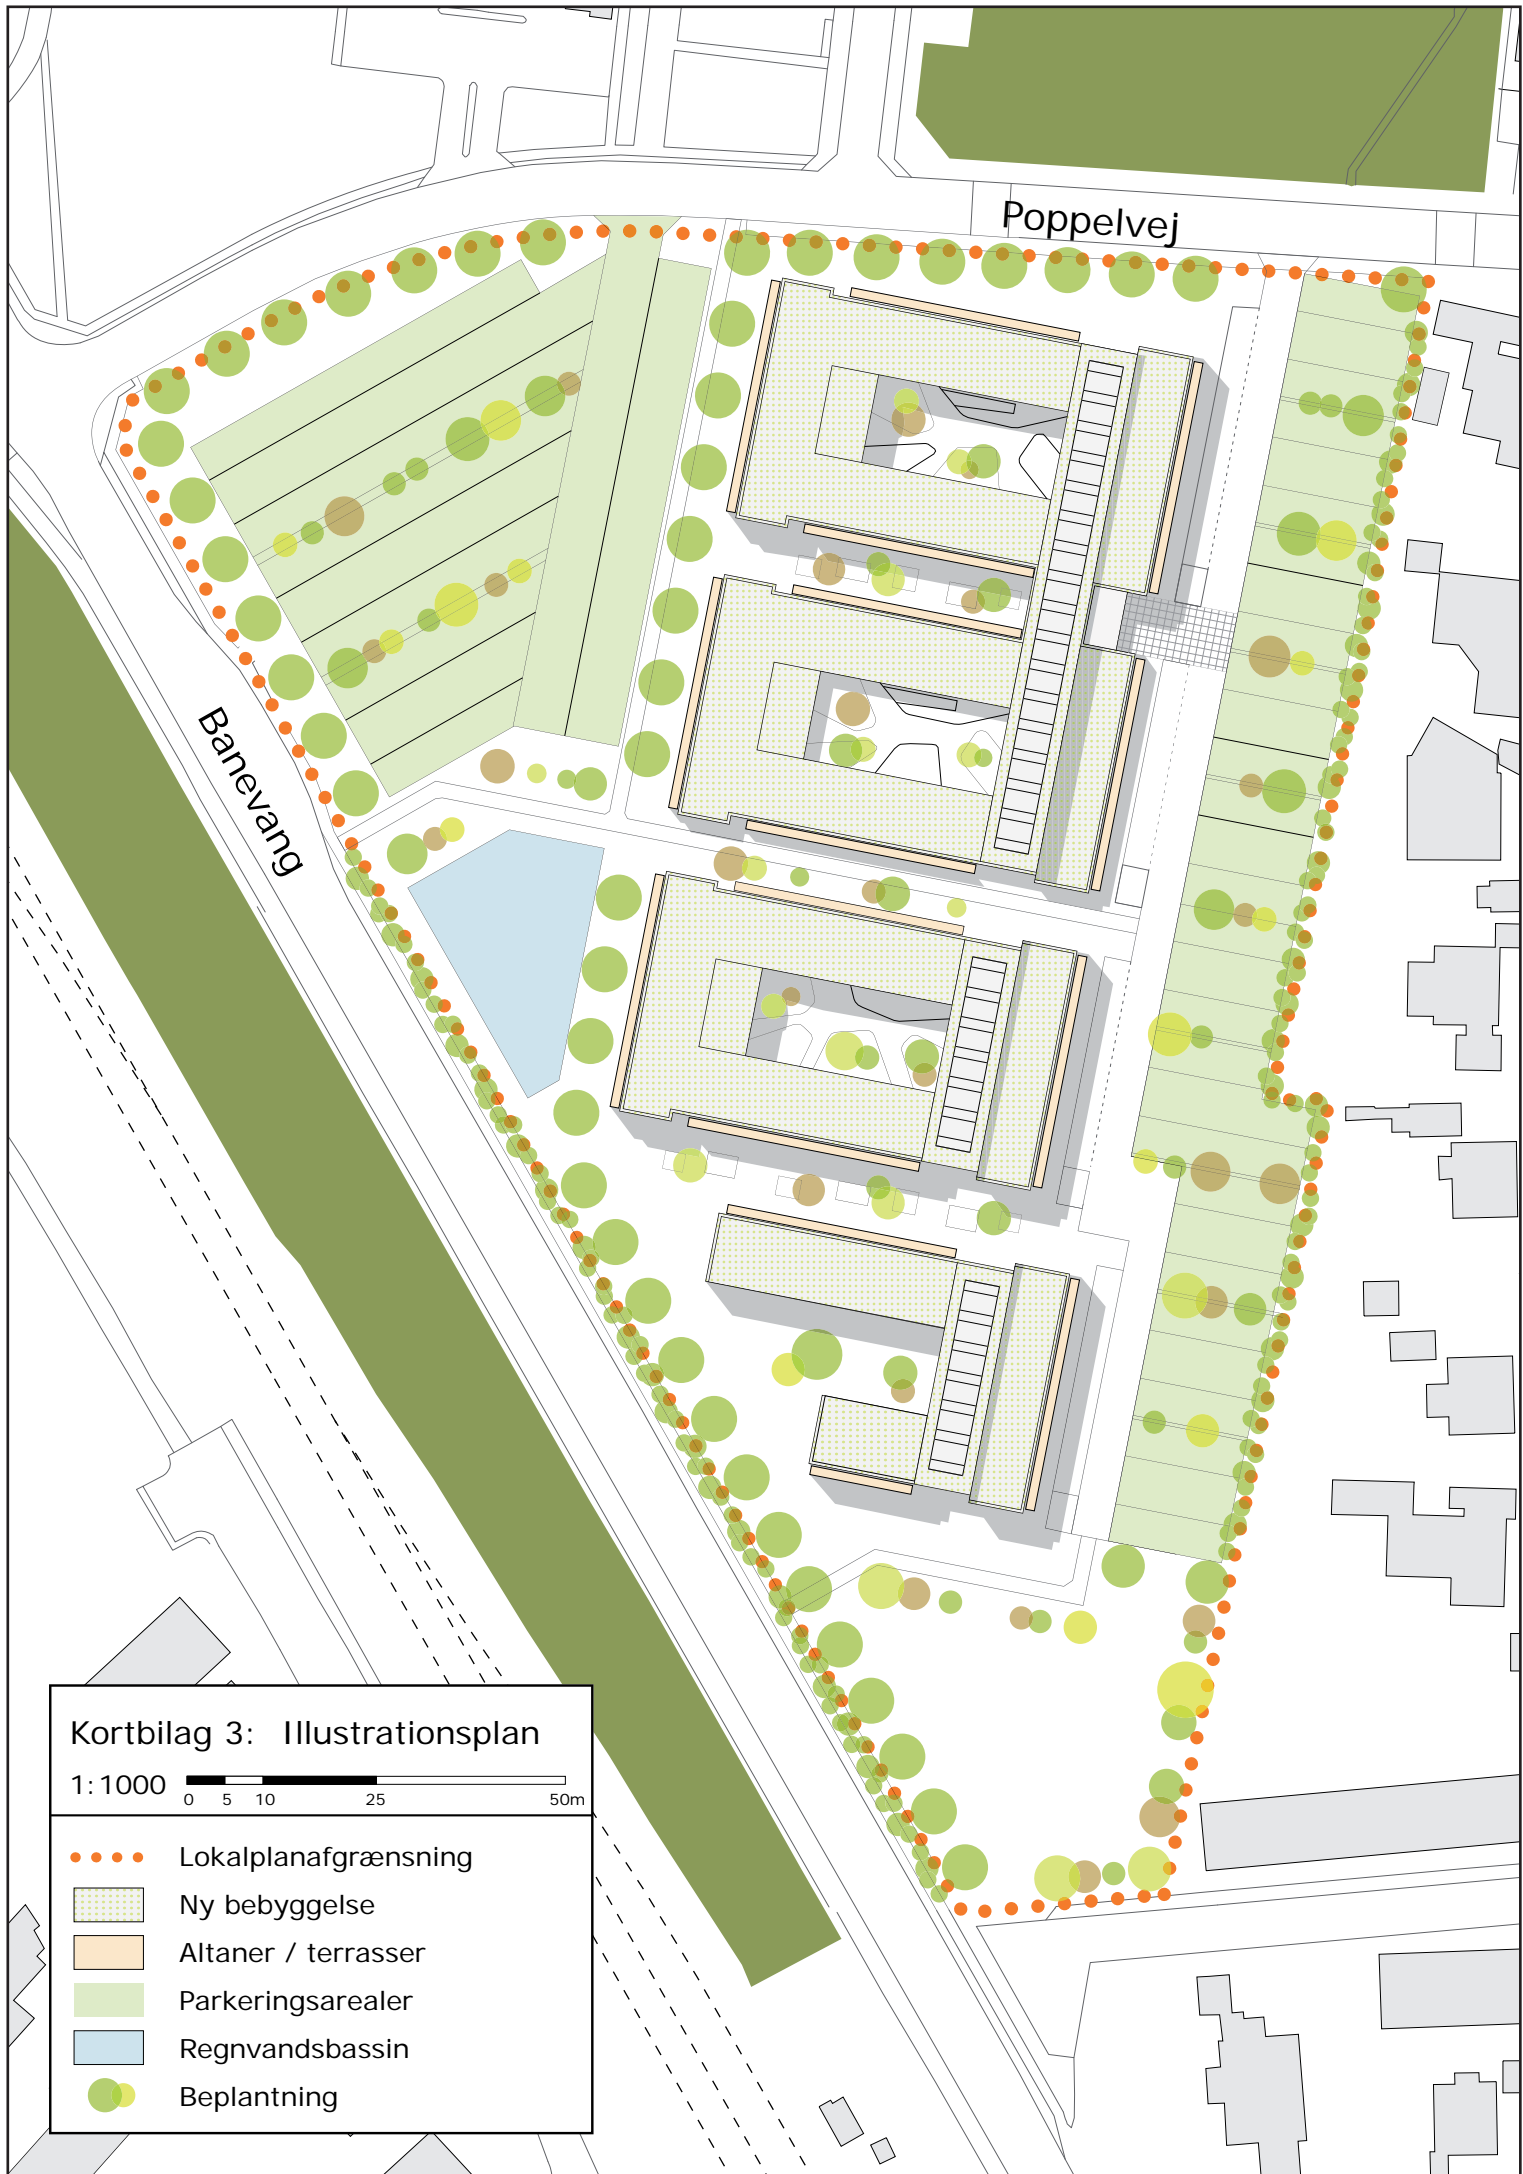 Poppelvej
Banevang
Kortbilag 3: Illustrationsplan
1:1000
0 5 10 25 50m
Lokalplanafgrænsning
Ny bebyggelse
Altaner / terrasser
Parkeringsarealer
Regnvandsbassin
Beplantning